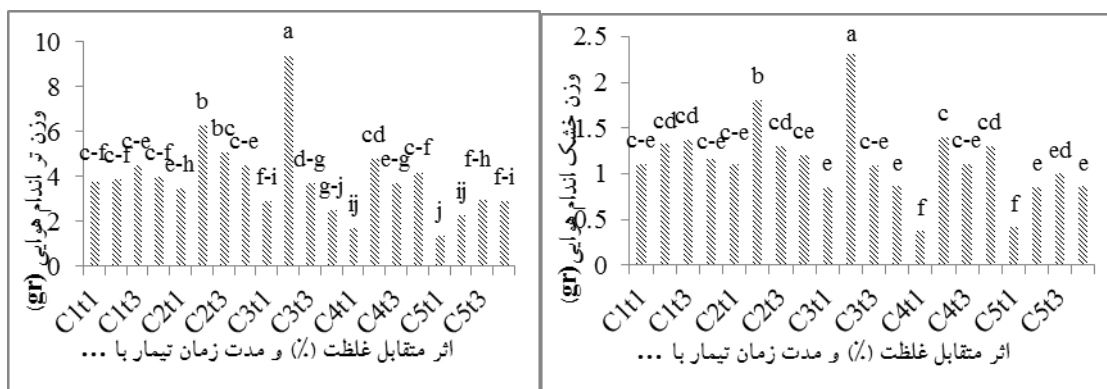 وزن تر اندام هوایی (gr)
10
8
6
4
2
0
c-f c-f c-e c-f e-h b bc c-e f-i a d-g g-j ij cd e-g c-f j ij f-h f-i
C1t1 C1t3 C2t1 C2t3 C3t1 C3t3 C4t1 C4t3 C5t1 C5t3
اثر متقابل غلظت (٪) و مدت زمان تیمار با ...
وزن خشک اندام هوایی (gr)
2.5
2
1.5
1
0.5
0
c-e cd cd c-e c-e b cd ce e a c-e e f c c-e cd f e ed e
C1t1 C1t3 C2t1 C2t3 C3t1 C3t3 C4t1 C4t3 C5t1 C5t3
اثر متقابل غلظت (٪) و مدت زمان تیمار با ...